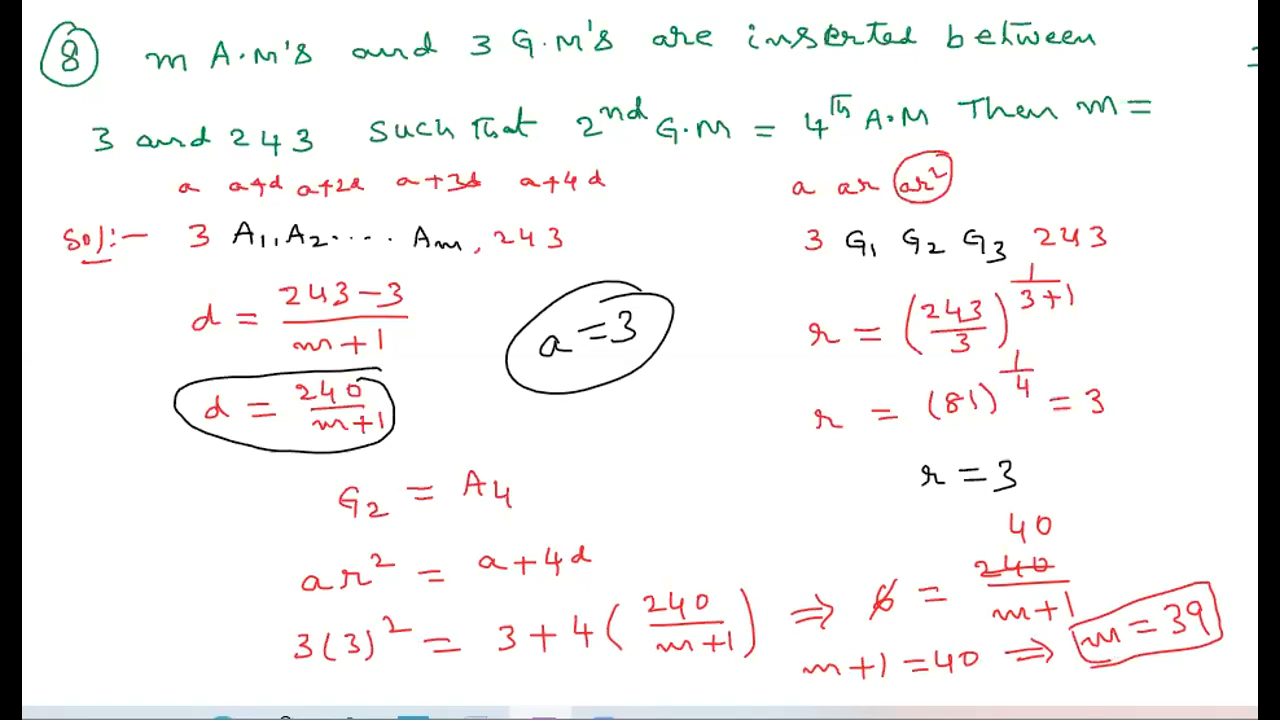 ⑧ m A.M's and 3 G.M's are inserted between
3 and 243 such that 2nd G.M = 4th A.M Then m =
a a+d a+2d a+3d a+4d a ar ar²
Sol:- 3 A₁, A₂ .... Am, 243 3 G₁ G₂ G₃ 243
d = (243-3)/(m+1) a = 3 r = (243/3)^(1/(3+1))
d = 240/(m+1) r = (81)^(1/4) = 3
G₂ = A₄ r = 3
ar² = a+4d 40
3(3)² = 3+4(240/(m+1)) ⇒ 6 = 240/(m+1)
m+1 = 40 ⇒ m = 39